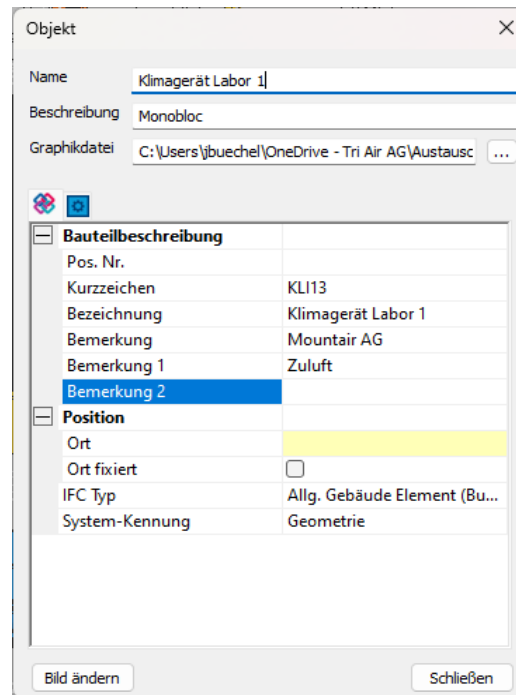 Objekt
Name Klimagerät Labor 1
Beschreibung Monobloc
Graphikdatei C:\Users\jbuechel\OneDrive - Tri Air AG\Austausc ...
Bauteilbeschreibung
Pos. Nr.
Kurzzeichen KLI13
Bezeichnung Klimagerät Labor 1
Bemerkung Mountair AG
Bemerkung 1 Zuluft
Bemerkung 2
Position
Ort
Ort fixiert
IFC Typ Allg. Gebäude Element (Bu...
System-Kennung Geometrie
Bild ändern Schließen